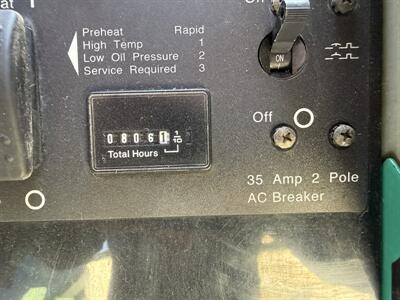 Preheat Rapid
High Temp 1
Low Oil Pressure 2
Service Required 3
ON
Off
08061 1/10
Total Hours
35 Amp 2 Pole
AC Breaker